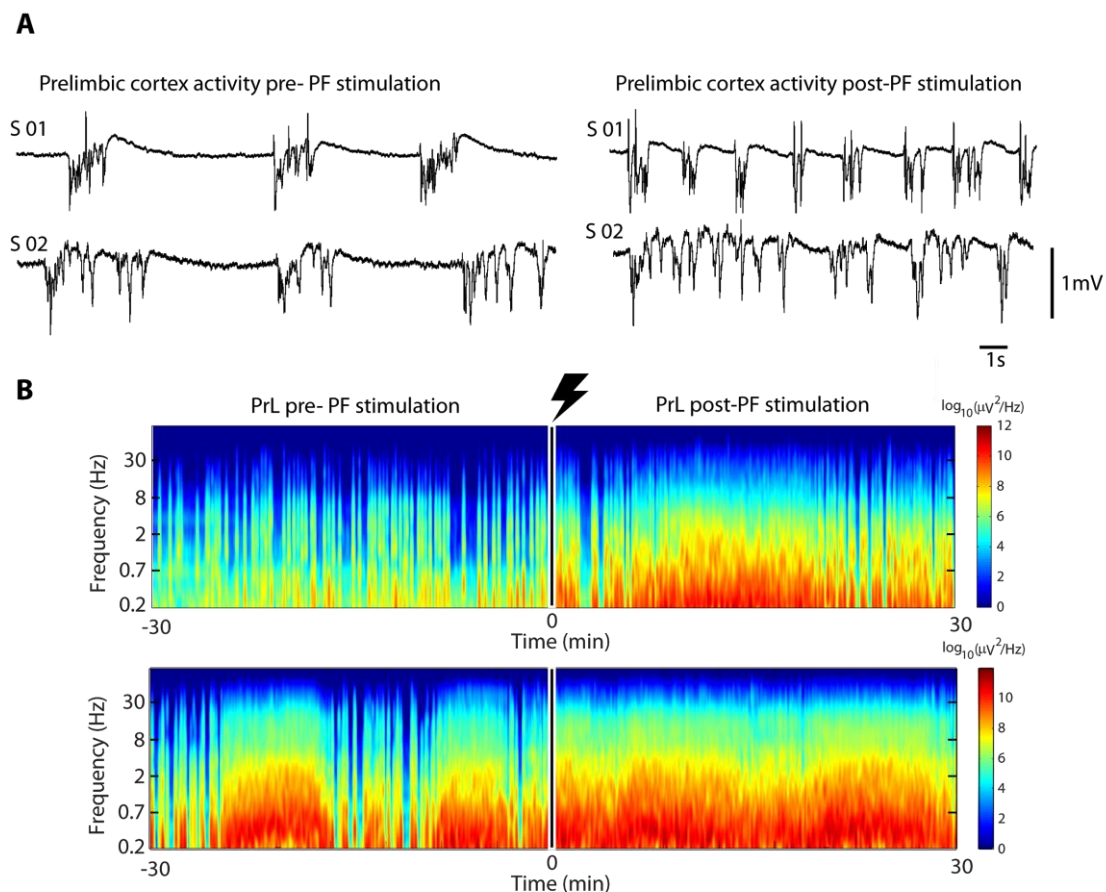 A
Prelimbic cortex activity pre- PF stimulation
Prelimbic cortex activity post-PF stimulation
S 01
S 01
S 02
S 02
1mV
1s
B
PrL pre- PF stimulation
PrL post-PF stimulation
log₁₀(μV²/Hz)
Frequency (Hz)
30
8
2
0.7
0.2
12
10
8
6
4
2
0
-30
0
30
Time (min)
log₁₀(μV²/Hz)
Frequency (Hz)
30
8
2
0.7
0.2
10
8
6
4
2
0
-30
0
30
Time (min)